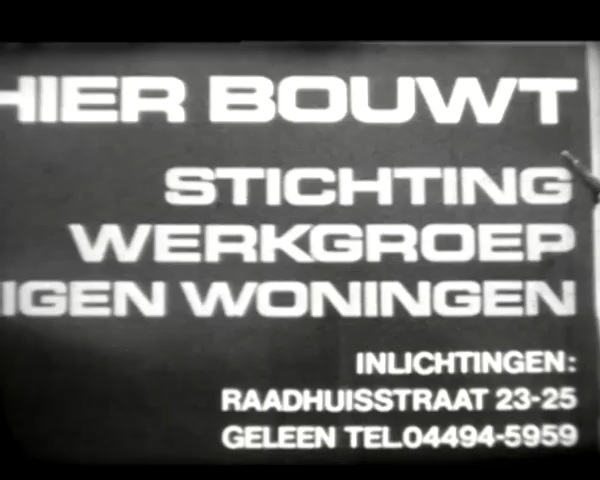 HIER BOUWT
STICHTING
WERKGROEP
IGEN WONINGEN
INLICHTINGEN:
RAADHUISSTRAAT 23-25
GELEEN TEL.04494-5959